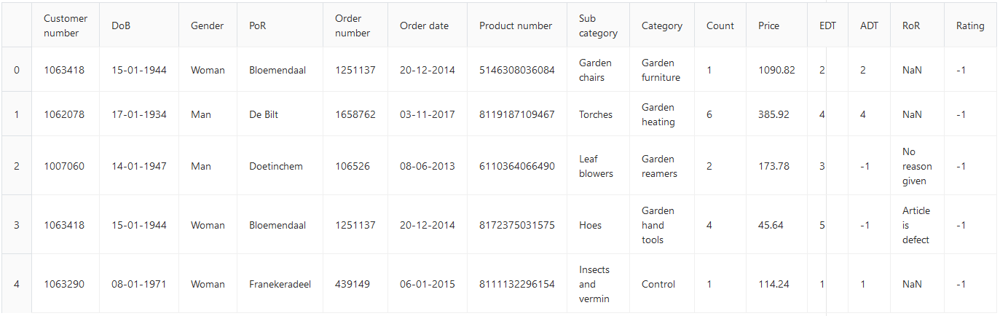 Customer number DoB Gender PoR Order number Order date Product number Sub category Category Count Price EDT ADT RoR Rating
0 1063418 15-01-1944 Woman Bloemendaal 1251137 20-12-2014 5146308036084 Garden chairs Garden furniture 1 1090.82 2 2 NaN -1
1 1062078 17-01-1934 Man De Bilt 1658762 03-11-2017 8119187109467 Torches Garden heating 6 385.92 4 4 NaN -1
2 1007060 14-01-1947 Man Doetinchem 106526 08-06-2013 6110364066490 Leaf blowers Garden reamers 2 173.78 3 -1 No reason given -1
3 1063418 15-01-1944 Woman Bloemendaal 1251137 20-12-2014 8172375031575 Hoes Garden hand tools 4 45.64 5 -1 Article is defect -1
4 1063290 08-01-1971 Woman Franekeradeel 439149 06-01-2015 8111132296154 Insects and vermin Control 1 114.24 1 1 NaN -1